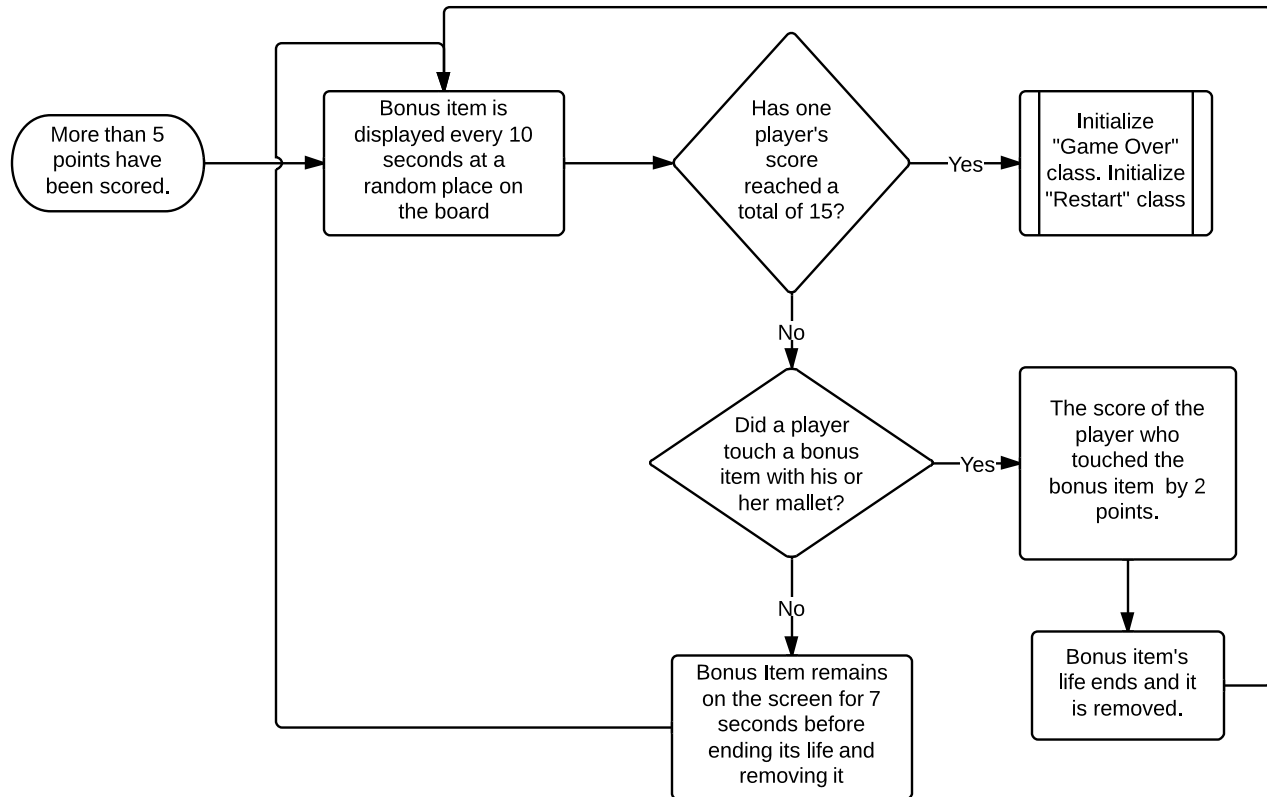 More than 5
points have
been scored.
Bonus item is
displayed every 10
seconds at a
random place on
the board
Has one
player's
score
reached a
total of 15?
Yes
Initialize
"Game Over"
class. Initialize
"Restart" class
No
Did a player
touch a bonus
item with his or
her mallet?
Yes
The score of the
player who
touched the
bonus item  by 2
points.
No
Bonus Item remains
on the screen for 7
seconds before
ending its life and
removing it
Bonus item's
life ends and it
is removed.